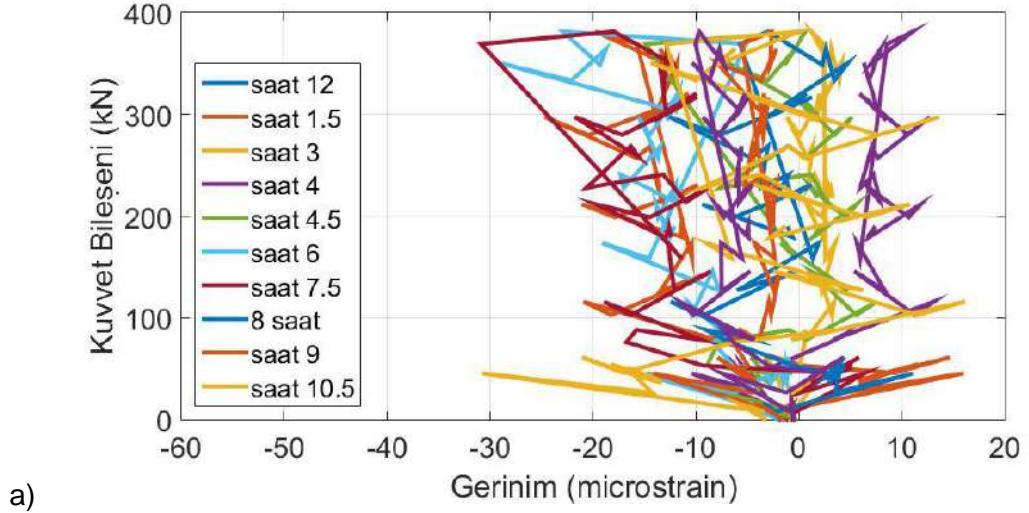 400
300
200
100
0
Kuvvet Bileşeni (kN)
saat 12
saat 1.5
saat 3
saat 4
saat 4.5
saat 6
saat 7.5
8 saat
saat 9
saat 10.5
-60 -50 -40 -30 -20 -10 0 10 20
Gerinim (microstrain)
a)